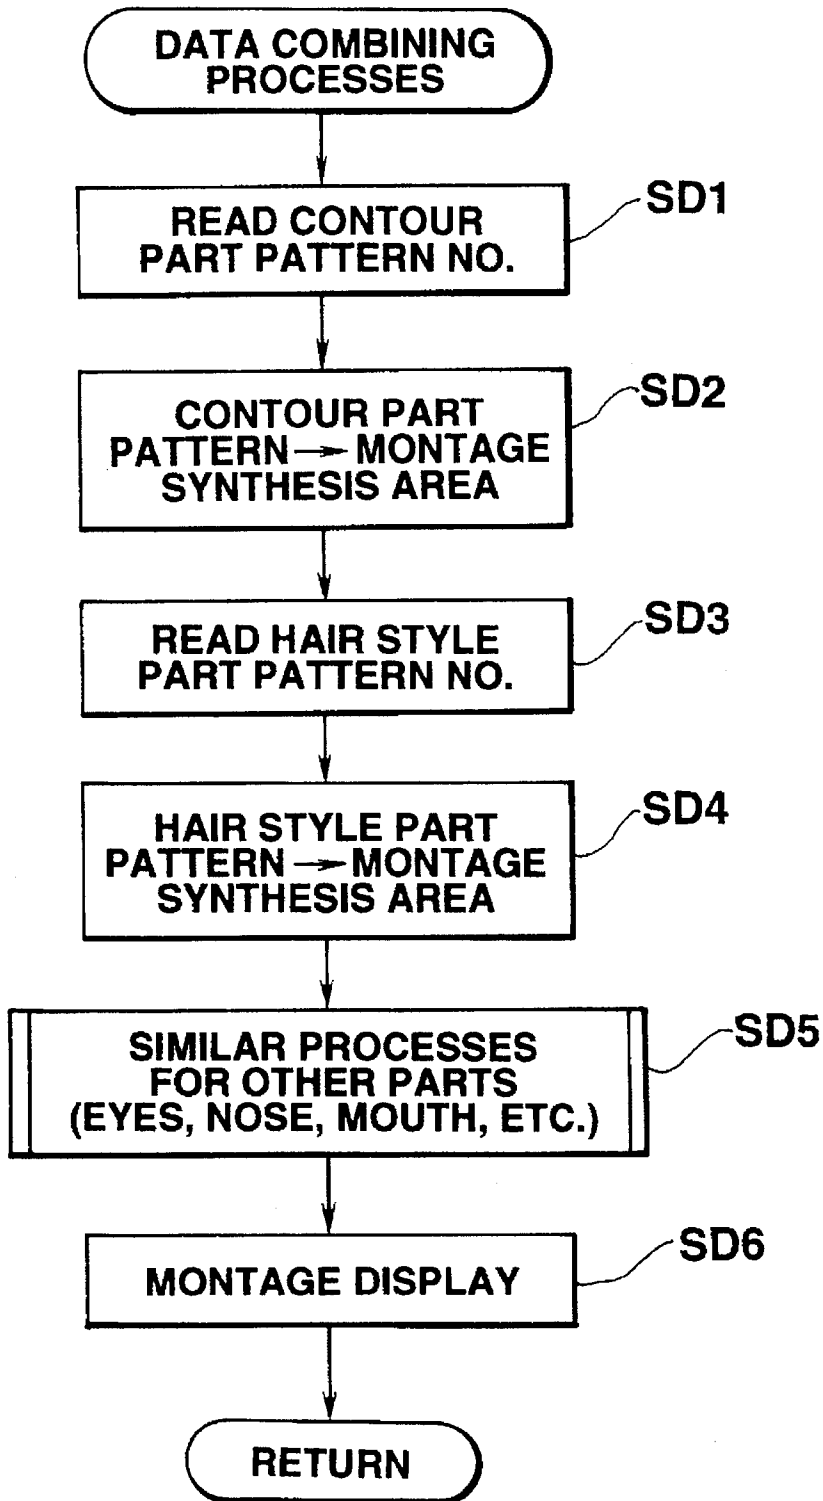 DATA COMBINING
PROCESSES
SD1
READ CONTOUR
PART PATTERN NO.
SD2
CONTOUR PART
PATTERN → MONTAGE
SYNTHESIS AREA
SD3
READ HAIR STYLE
PART PATTERN NO.
SD4
HAIR STYLE PART
PATTERN → MONTAGE
SYNTHESIS AREA
SD5
SIMILAR PROCESSES
FOR OTHER PARTS
(EYES, NOSE, MOUTH, ETC.)
SD6
MONTAGE DISPLAY
RETURN